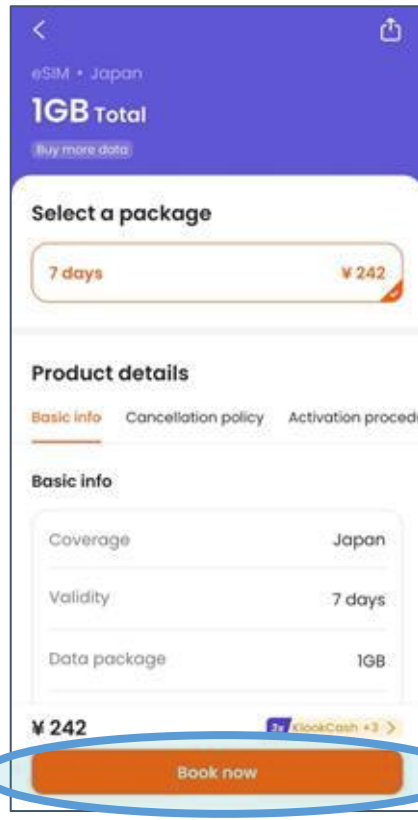 eSIM • Japan
1GB Total
Buy more data
Select a package
7 days ¥ 242
Product details
Basic info Cancellation policy Activation procedu
Basic info
Coverage Japan
Validity 7 days
Data package 1GB
¥ 242 3x KlookCash +3 >
Book now